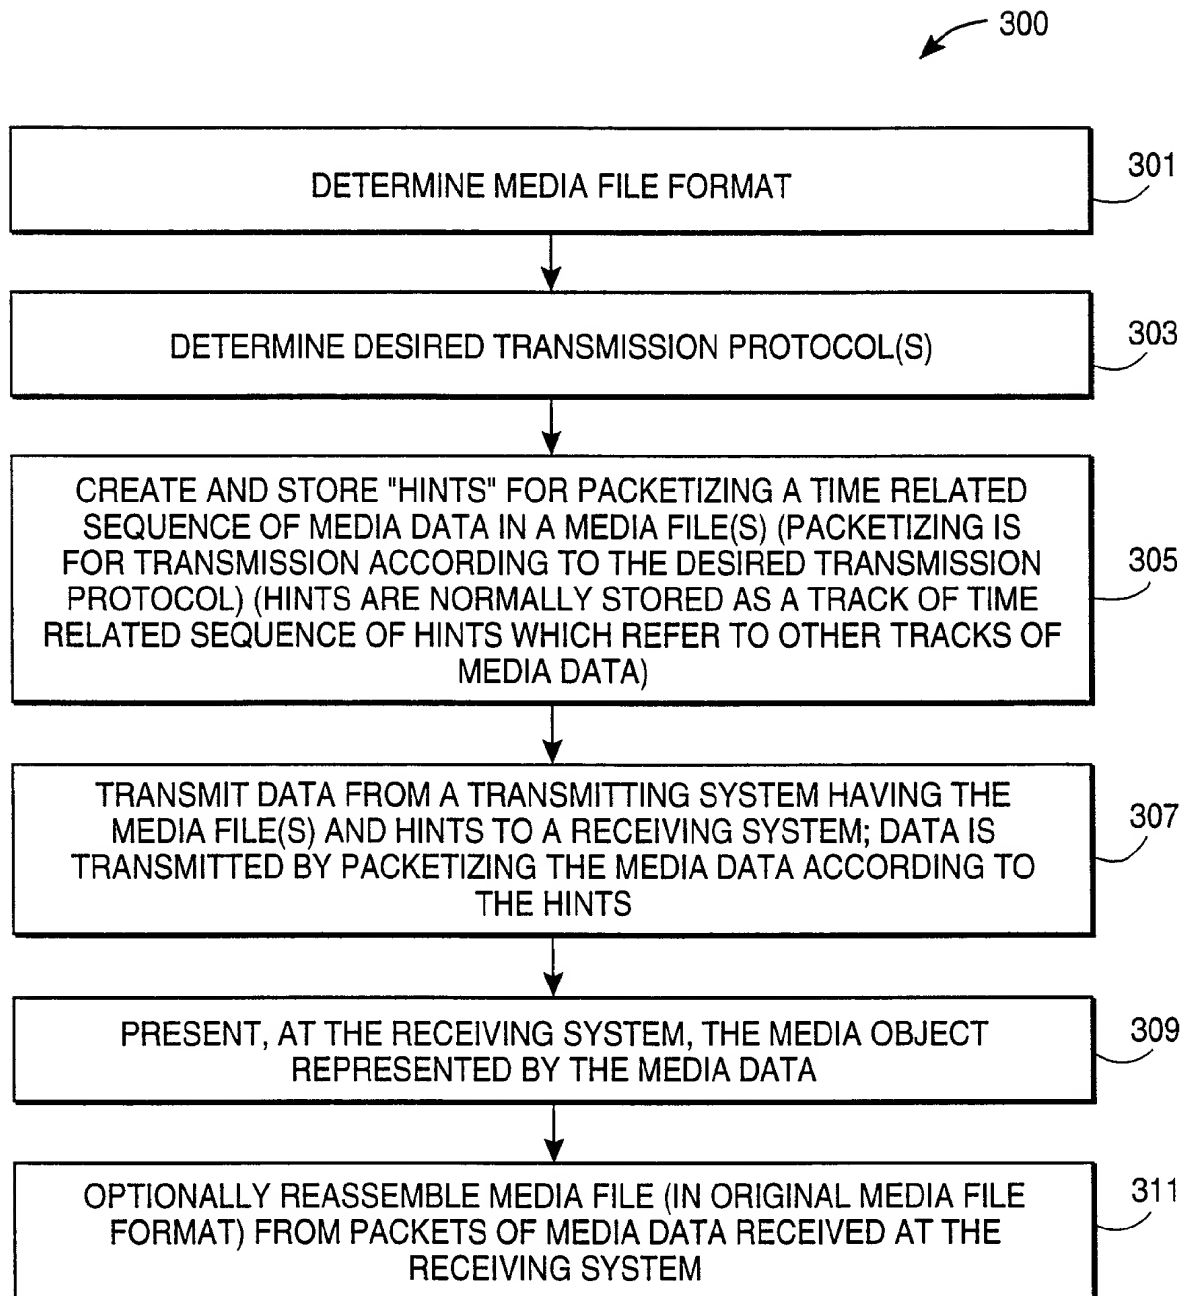 300
DETERMINE MEDIA FILE FORMAT
301
DETERMINE DESIRED TRANSMISSION PROTOCOL(S)
303
CREATE AND STORE "HINTS" FOR PACKETIZING A TIME RELATED
SEQUENCE OF MEDIA DATA IN A MEDIA FILE(S) (PACKETIZING IS
FOR TRANSMISSION ACCORDING TO THE DESIRED TRANSMISSION
PROTOCOL) (HINTS ARE NORMALLY STORED AS A TRACK OF TIME
RELATED SEQUENCE OF HINTS WHICH REFER TO OTHER TRACKS OF
MEDIA DATA)
305
TRANSMIT DATA FROM A TRANSMITTING SYSTEM HAVING THE
MEDIA FILE(S) AND HINTS TO A RECEIVING SYSTEM; DATA IS
TRANSMITTED BY PACKETIZING THE MEDIA DATA ACCORDING TO
THE HINTS
307
PRESENT, AT THE RECEIVING SYSTEM, THE MEDIA OBJECT
REPRESENTED BY THE MEDIA DATA
309
OPTIONALLY REASSEMBLE MEDIA FILE (IN ORIGINAL MEDIA FILE
FORMAT) FROM PACKETS OF MEDIA DATA RECEIVED AT THE
RECEIVING SYSTEM
311